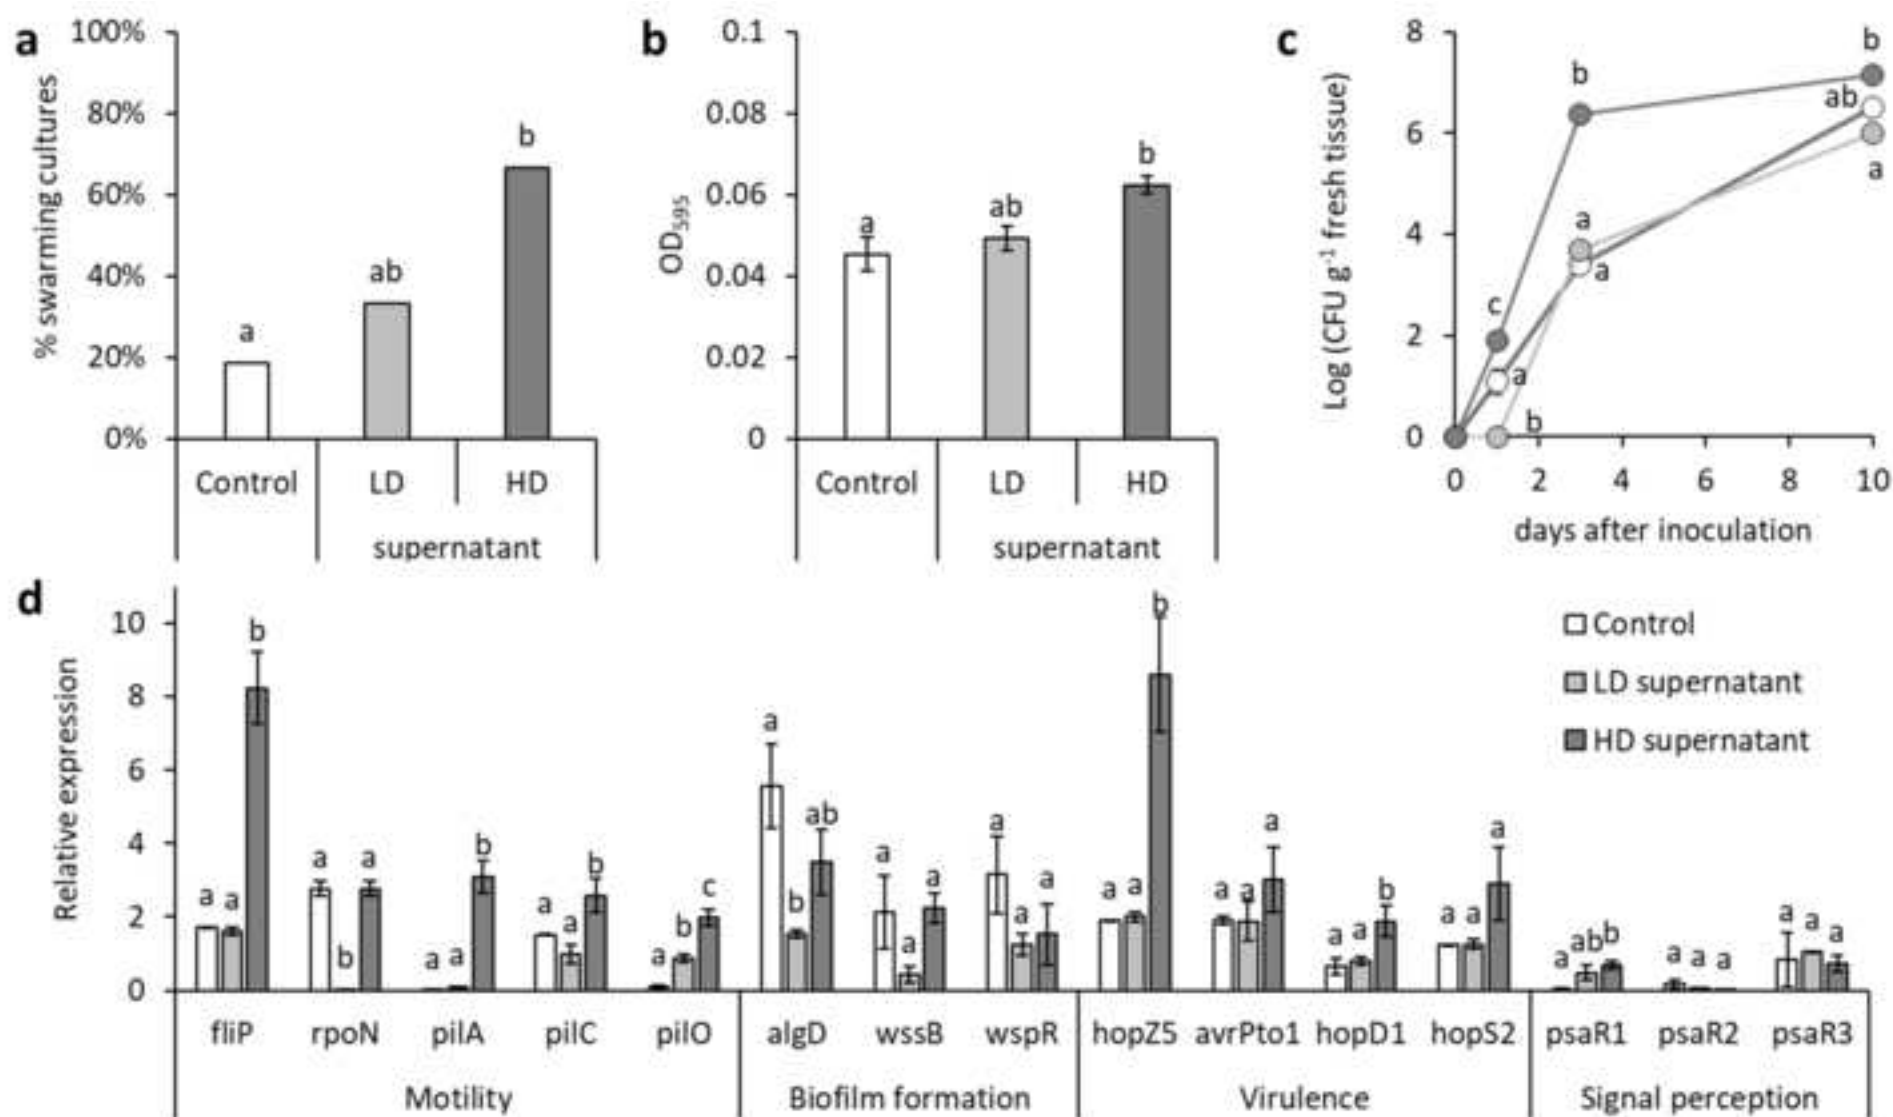 a
100%
80%
60%
40%
20%
0%
% swarming cultures
a
ab
b
Control
LD
HD
supernatant
b
0.1
0.08
0.06
0.04
0.02
0
OD595
a
ab
b
Control
LD
HD
supernatant
c
8
6
4
2
0
Log (CFU g-1 fresh tissue)
b
b
ab
a
a
a
c
a
b
0 2 4 6 8 10
days after inoculation
d
10
8
6
4
2
0
Relative expression
a a b
a b a
a a b
a a b
a b c
a b ab
a a a
a a a
a a b
a a a
a a b
a a a
a ab b
a a a
a a a
fliP rpoN pilA pilC pilO algD wssB wspR hopZ5 avrPto1 hopD1 hopS2 psaR1 psaR2 psaR3
Motility Biofilm formation Virulence Signal perception
Control
LD supernatant
HD supernatant